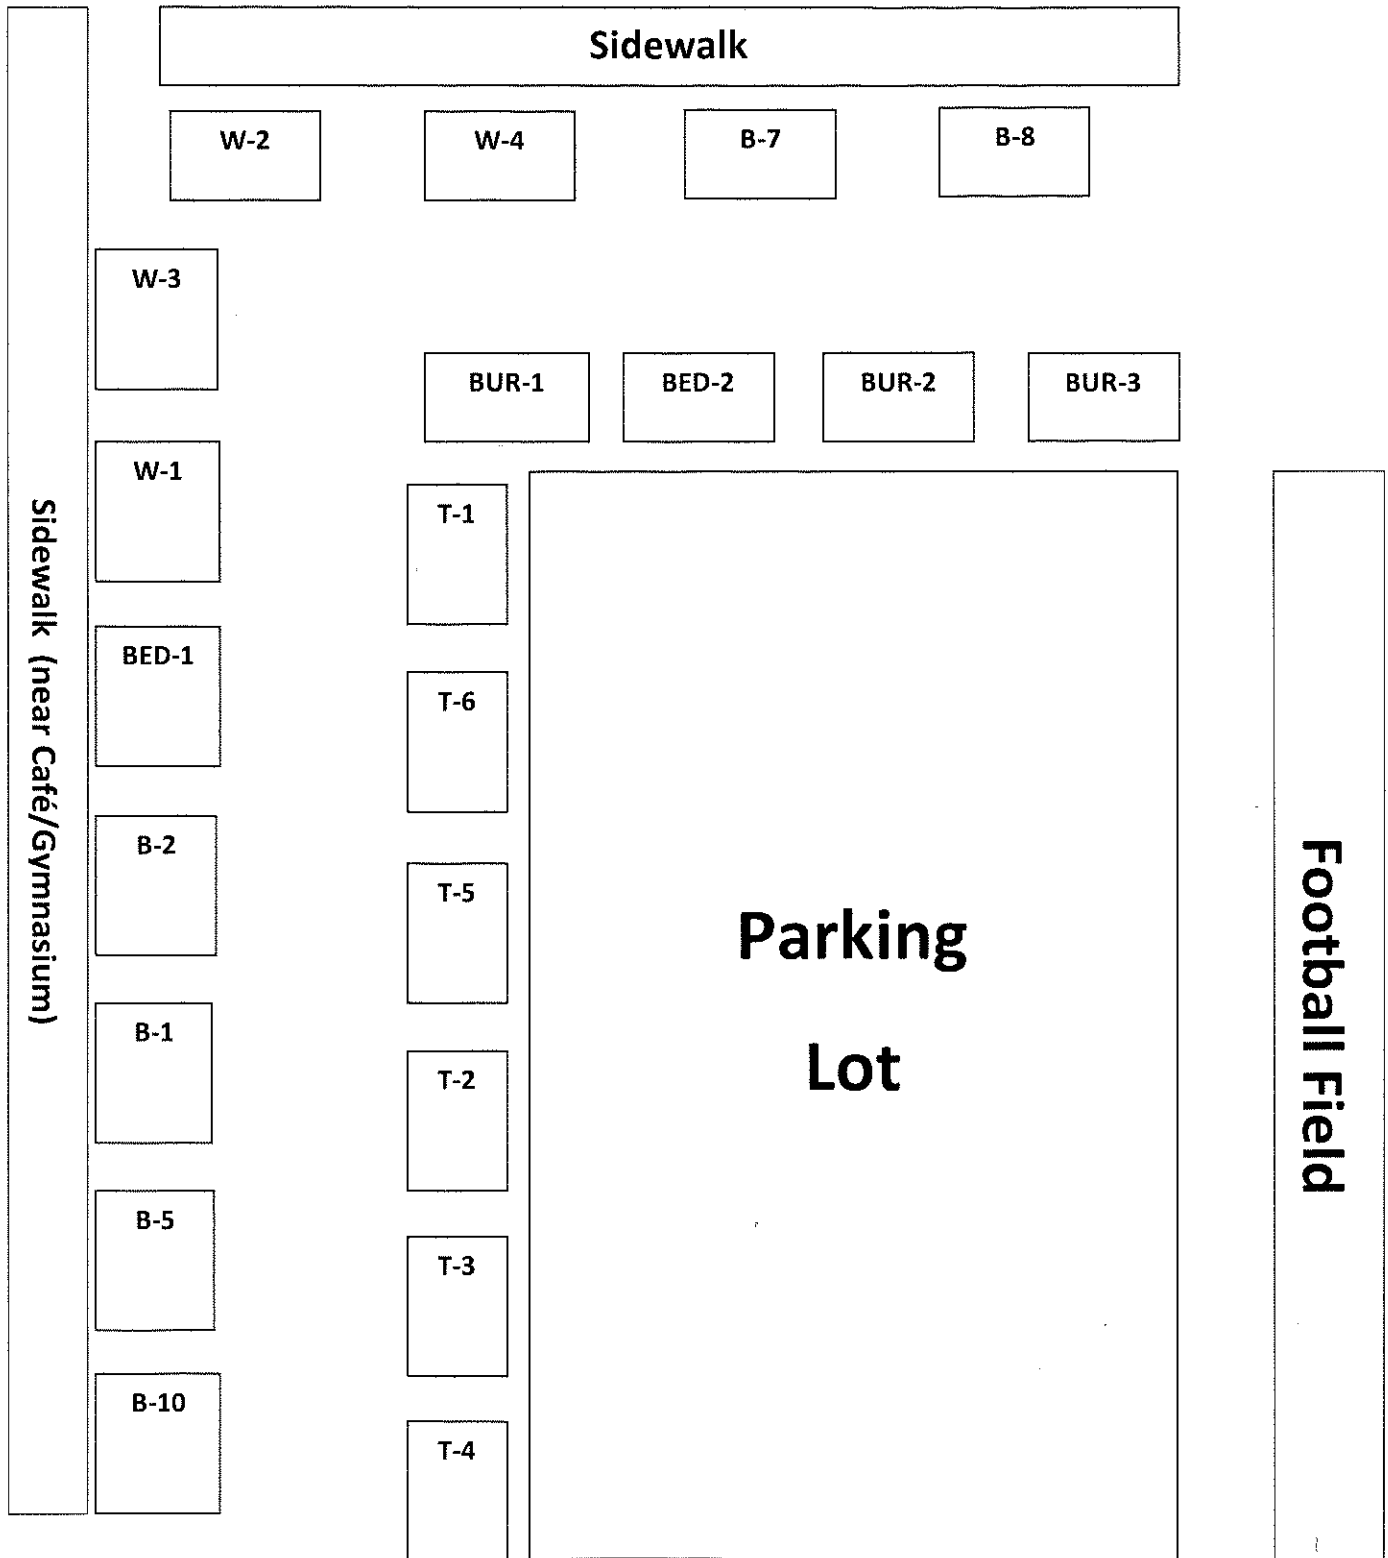 Sidewalk
W-2
W-4
B-7
B-8
W-3
BUR-1
BED-2
BUR-2
BUR-3
W-1
T-1
Sidewalk (near Café/Gymnasium)
BED-1
T-6
B-2
T-5
Parking
Lot
Football Field
B-1
T-2
B-5
T-3
B-10
T-4